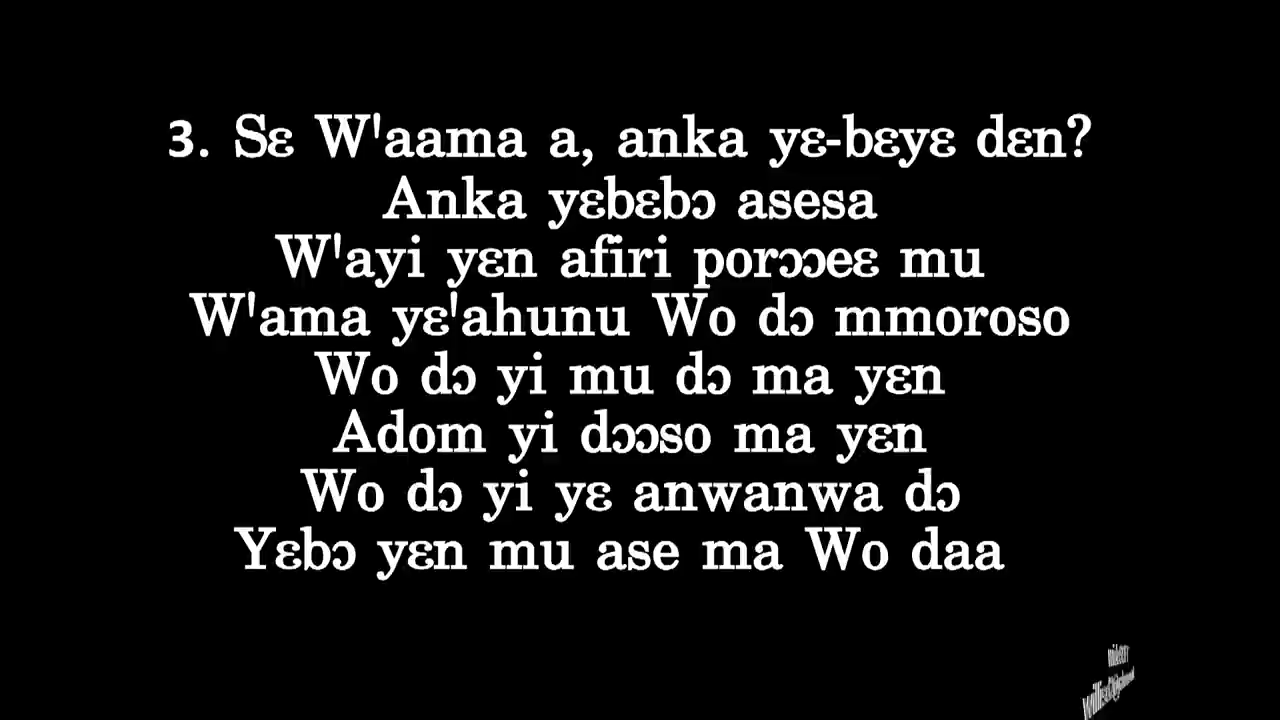 3. Sɛ W'aama a, anka yɛ-bɛyɛ dɛn?
Anka yɛbɛbɔ asesa
W'ayi yɛn afiri porɔɔeɛ mu
W'ama yɛ'ahunu Wo dɔ mmoroso
Wo dɔ yi mu dɔ ma yɛn
Adom yi dɔɔso ma yɛn
Wo dɔ yi yɛ anwanwa dɔ
Yɛbɔ yɛn mu ase ma Wo daa